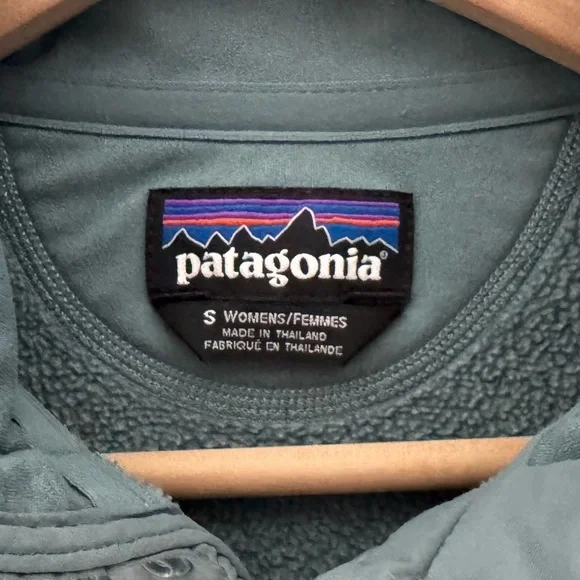 patagonia®
S WOMENS/FEMMES
MADE IN THAILAND
FABRIQUÉ EN THAILANDE